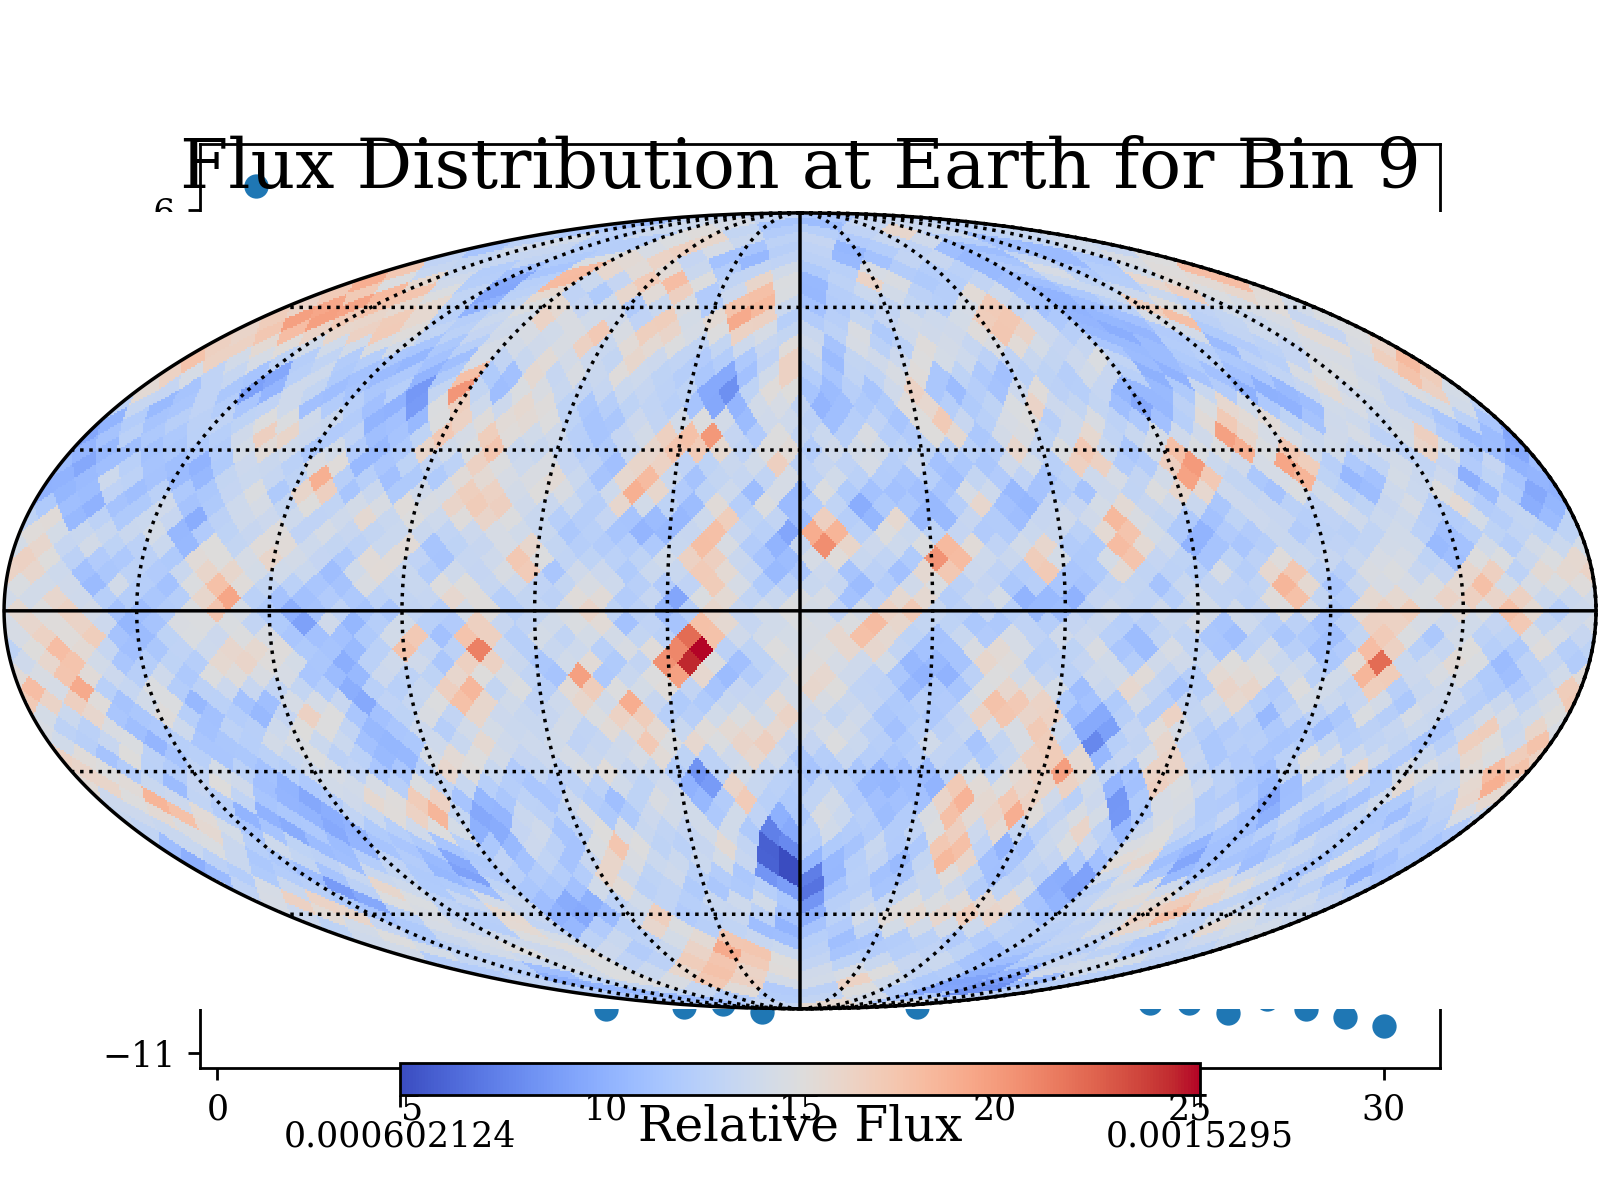 Flux Distribution at Earth for Bin 9
6
−11
0 5 10 15 20 25 30
Relative Flux
0.000602124 0.0015295